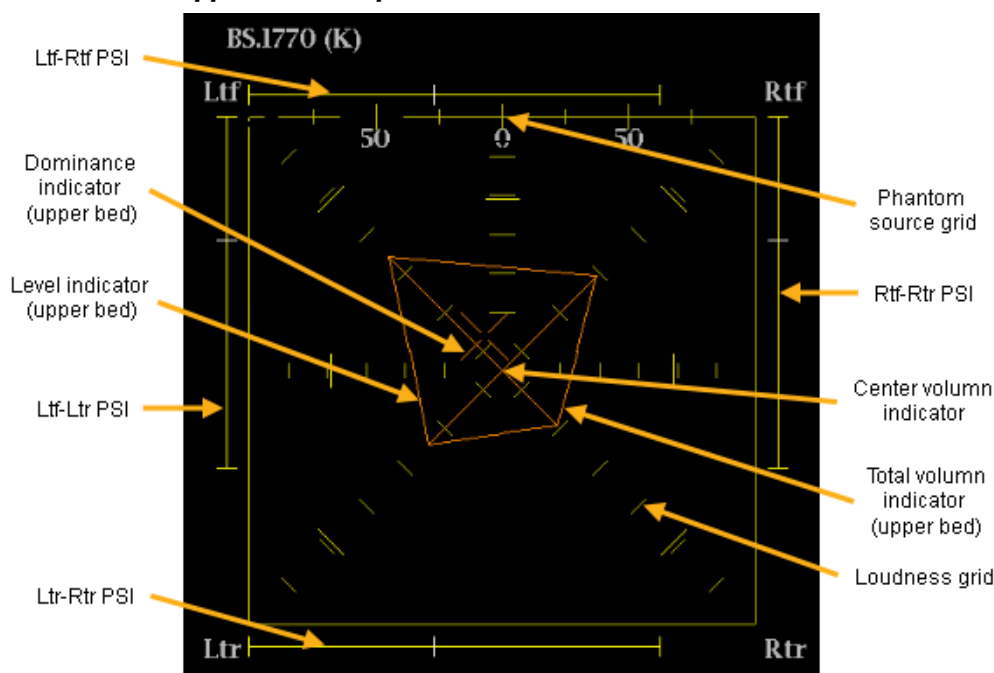 BS.1770 (K)
Ltf-Rtf PSI
Ltf
Rtf
50
0
50
Dominance
indicator
(upper bed)
Phantom
source grid
Level indicator
(upper bed)
Rtf-Rtr PSI
Ltf-Ltr PSI
Center volumn
indicator
Total volumn
indicator
(upper bed)
Loudness grid
Ltr-Rtr PSI
Ltr
Rtr